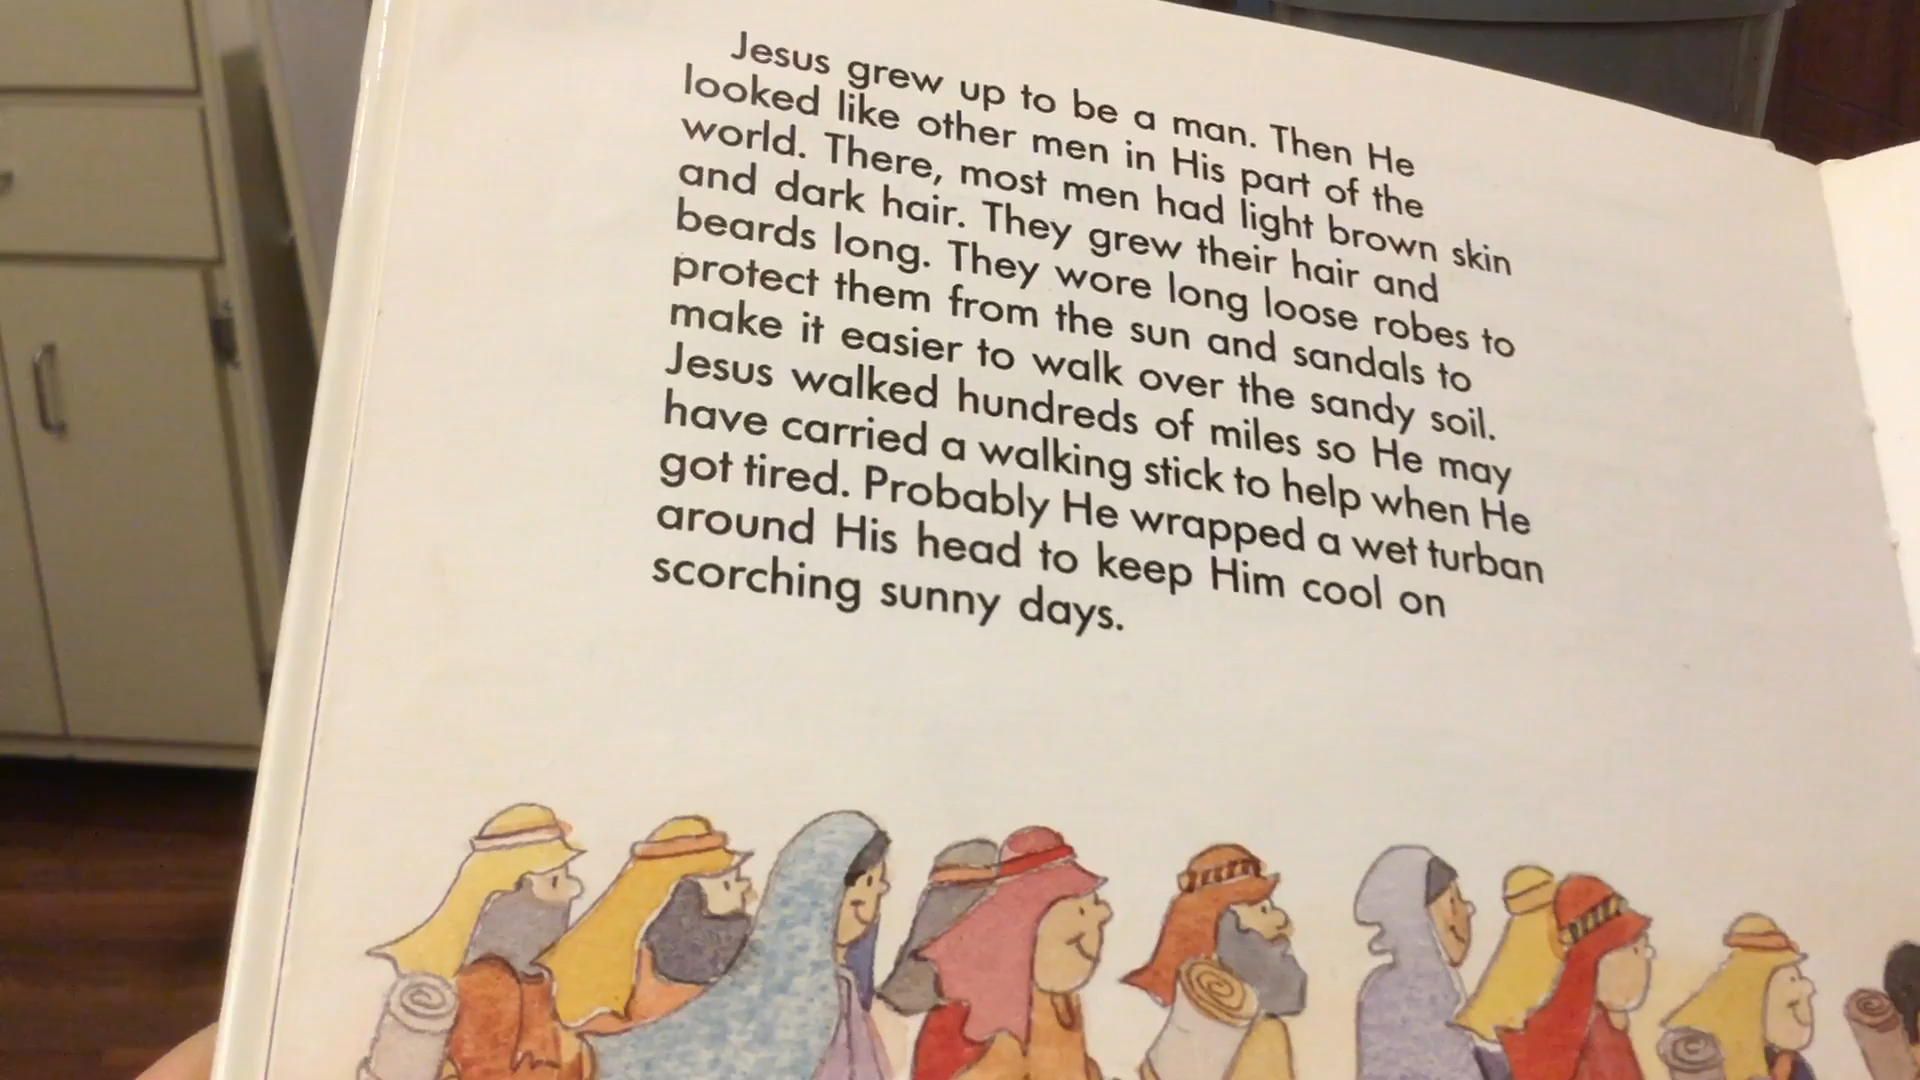 Jesus grew up to be a man. Then He
looked like other men in His part of the
world. There, most men had light brown skin
and dark hair. They grew their hair and
beards long. They wore long loose robes to
protect them from the sun and sandals to
make it easier to walk over the sandy soil.
Jesus walked hundreds of miles so He may
have carried a walking stick to help when He
got tired. Probably He wrapped a wet turban
around His head to keep Him cool on
scorching sunny days.